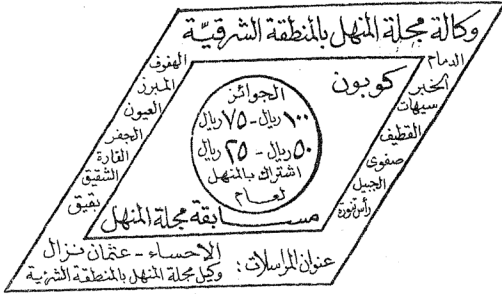 وكالة مجلة المنهل بالمنطقة الشرقيـّة
الدمام
الخبر
سيهات
القطيف
صفوى
الجبيل
رأس تنورة
كوبون
الجوائز
١٠٠ ريال - ٧٥ ريال
٥٠ ريال - ٢٥ ريال
اشتراك بالمنهل
لعام
مسابقة مجلة المنهل
الهفوف
المبرز
العيون
الجفر
القارة
الشقيق
بقيق
عنوان المراسلات: الاحساء - عثمان نزال
وكيل مجلة المنهل بالمنطقة الشرقية